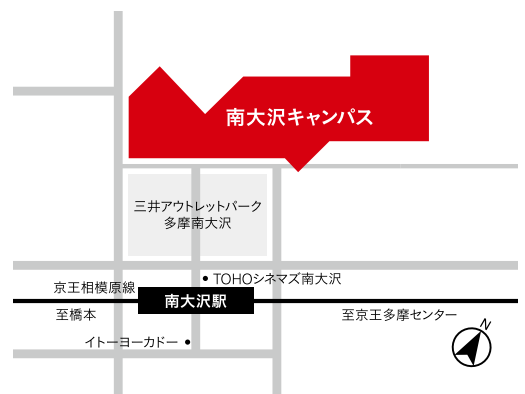 南大沢キャンパス
三井アウトレットパーク
多摩南大沢
TOHOシネマズ南大沢
京王相模原線
南大沢駅
至橋本
至京王多摩センター
イトーヨーカドー
N